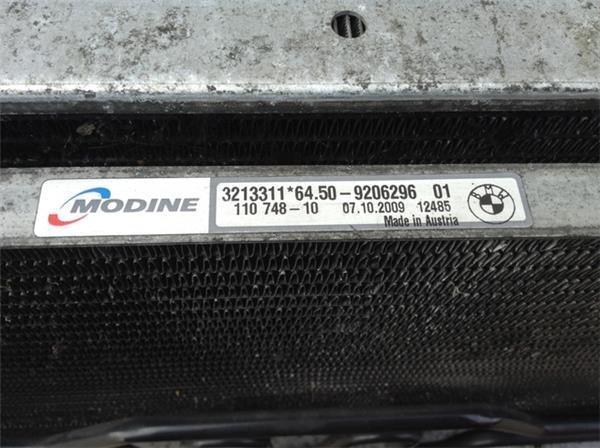 MODINE
3213311*64.50-9206296 01
110 748-10 07.10.2009 12485
Made in Austria
BMW